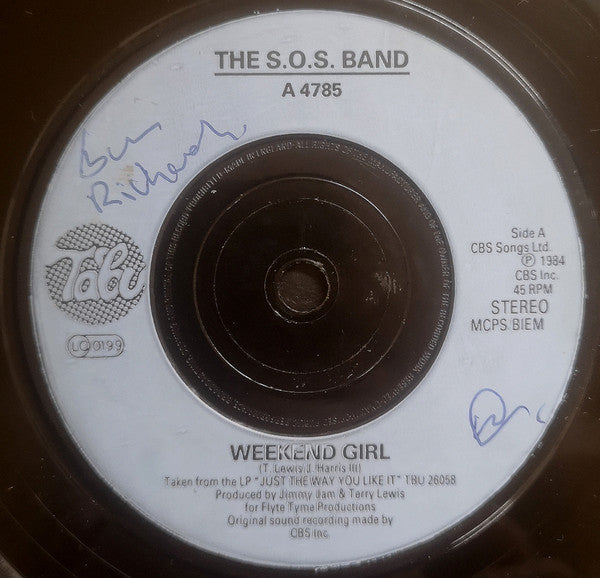 THE S.O.S. BAND
A 4785
Ben
Richards
Tabu
LC 0199
Side A
CBS Songs Ltd.
Ⓟ 1984
CBS Inc.
45 RPM
STEREO
MCPS/BIEM
WEEKEND GIRL
(T. Lewis/J. Harris III)
Taken from the LP "JUST THE WAY YOU LIKE IT" TBU 26058
Produced by Jimmy Jam & Terry Lewis
for Flyte Tyme Productions
Original sound recording made by
CBS Inc.